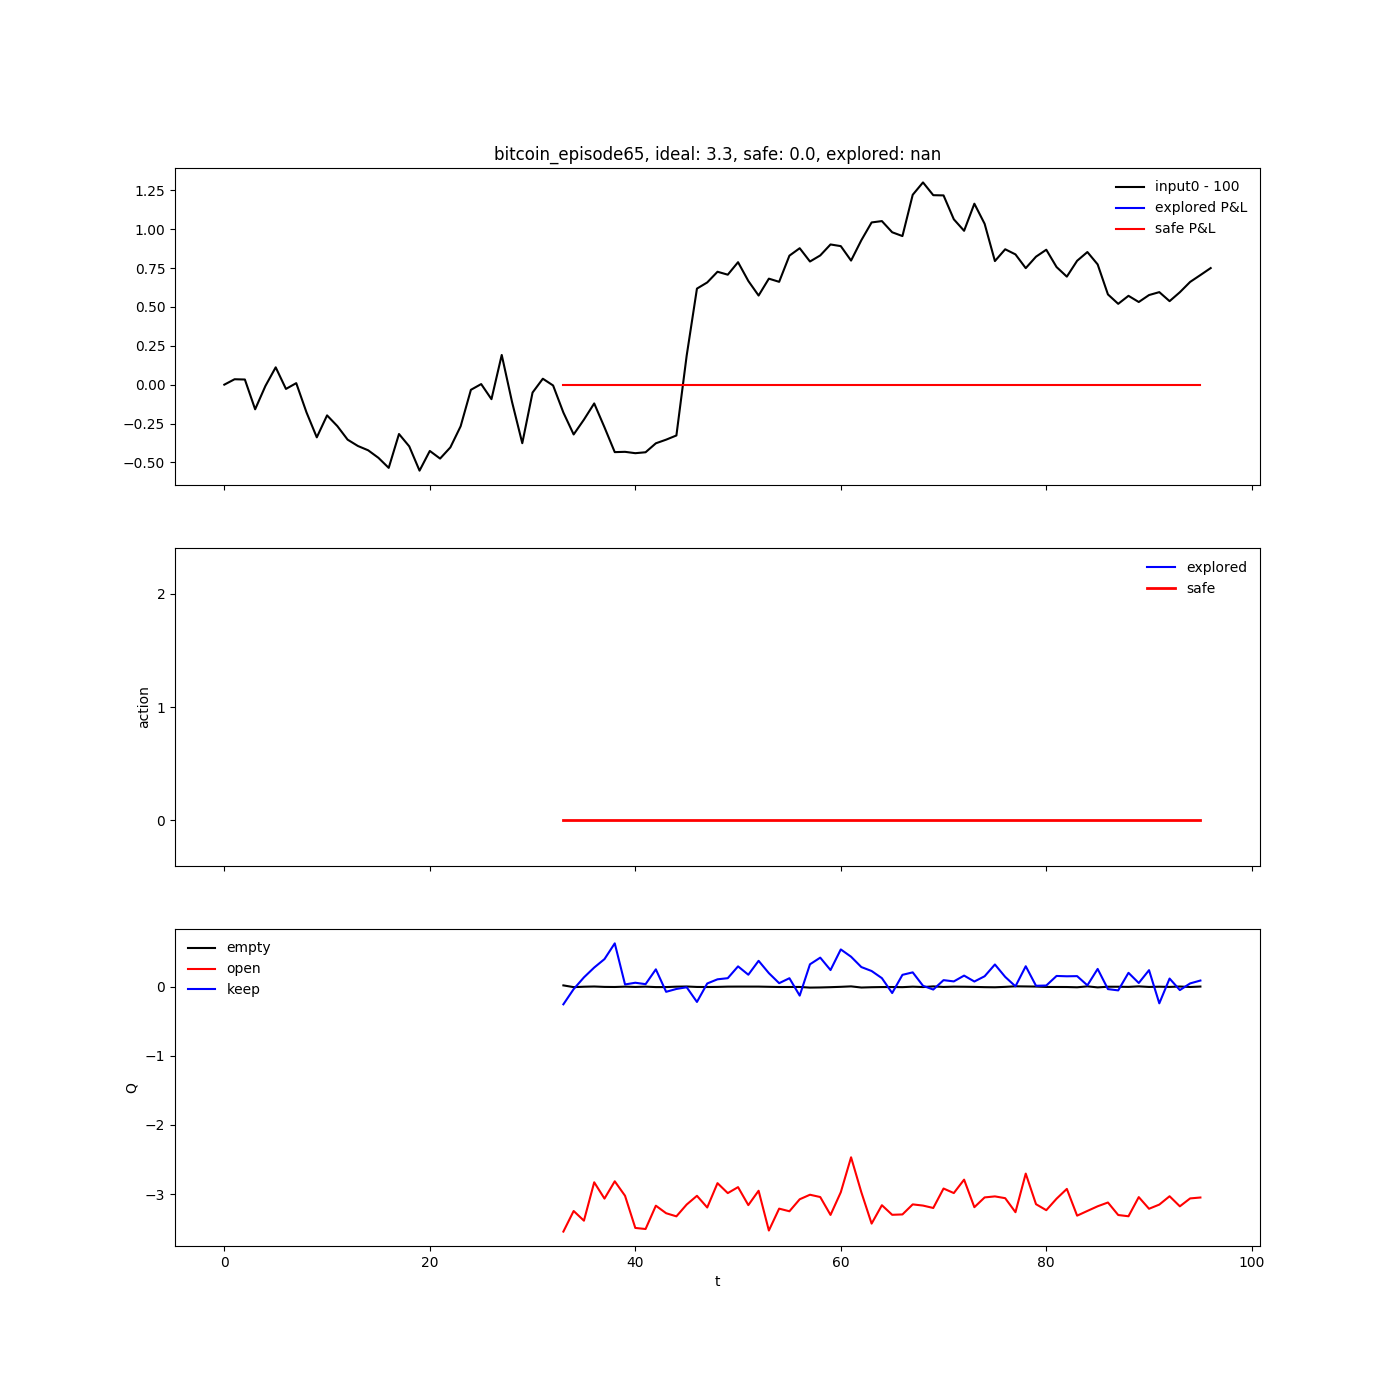 bitcoin_episode65, ideal: 3.3, safe: 0.0, explored: nan
1.25
1.00
0.75
0.50
0.25
0.00
−0.25
−0.50
input0 - 100
explored P&L
safe P&L
action
2
1
0
explored
safe
Q
0
−1
−2
−3
empty
open
keep
0 20 40 60 80 100
t